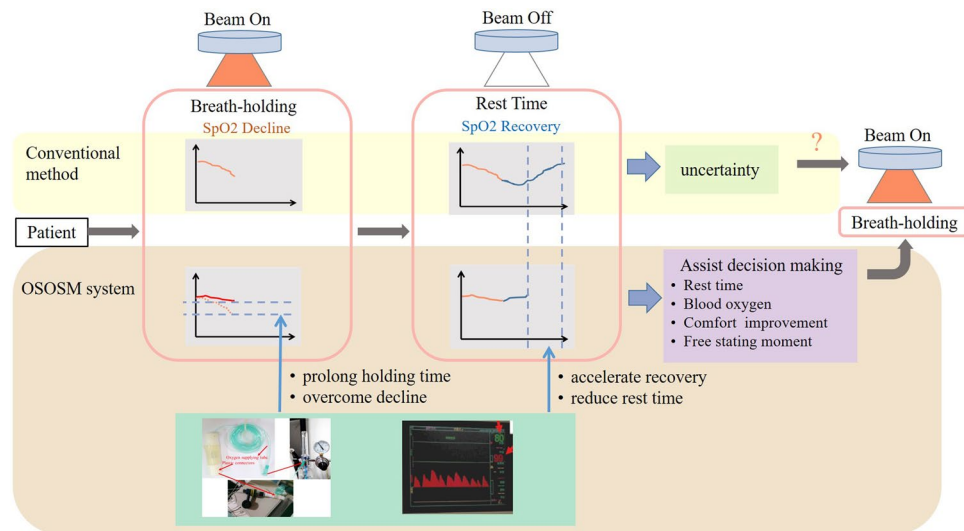 Beam On
Beam Off
Breath-holding
SpO2 Decline
Rest Time
SpO2 Recovery
Conventional
method
uncertainty
?
Beam On
Patient
Breath-holding
OSOSM system
Assist decision making
• Rest time
• Blood oxygen
• Comfort improvement
• Free stating moment
• prolong holding time
• overcome decline
• accelerate recovery
• reduce rest time
Oxygen supplying tube